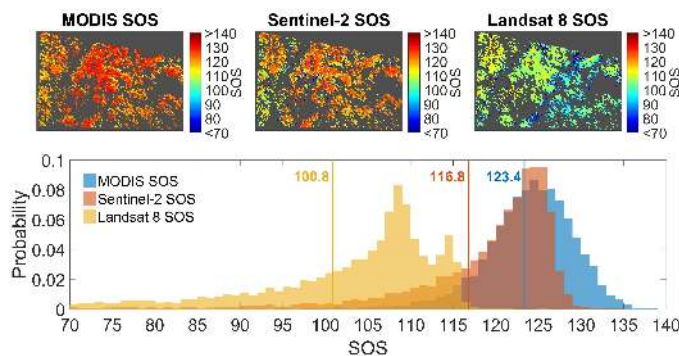 MODIS SOS
Sentinel-2 SOS
Landsat 8 SOS
>140
130
120
110
100
90
80
<70
SOS
>140
130
120
110
100
90
80
<70
SOS
>140
130
120
110
100
90
80
<70
SOS
0.1
0.08
0.06
0.04
0.02
0
Probability
100.8
116.8
123.4
MODIS SOS
Sentinel-2 SOS
Landsat 8 SOS
70 75 80 85 90 95 100 105 110 115 120 125 130 135 140
SOS